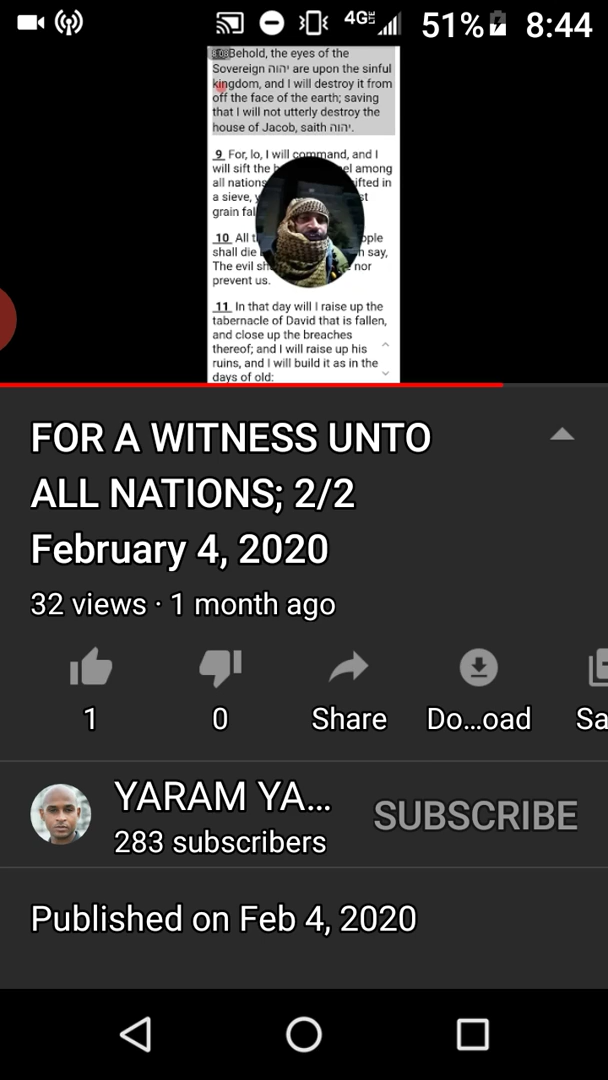 4G LTE 51% 8:44
Behold, the eyes of the
Sovereign יהוה are upon the sinful
kingdom, and I will destroy it from
off the face of the earth; saving
that I will not utterly destroy the
house of Jacob, saith יהוה.
9 For, lo, I will command, and I
will sift the among
all nations
a sieve,
grain
10 All
shall die say,
The evil nor
prevent us.
11 In that day will I raise up the
tabernacle of David that is fallen,
and close up the breaches
thereof; and I will raise up his
ruins, and I will build it as in the
days of old:
FOR A WITNESS UNTO
ALL NATIONS; 2/2
February 4, 2020
32 views · 1 month ago
1 0 Share Do...oad Sa
YARAM YA... SUBSCRIBE
283 subscribers
Published on Feb 4, 2020